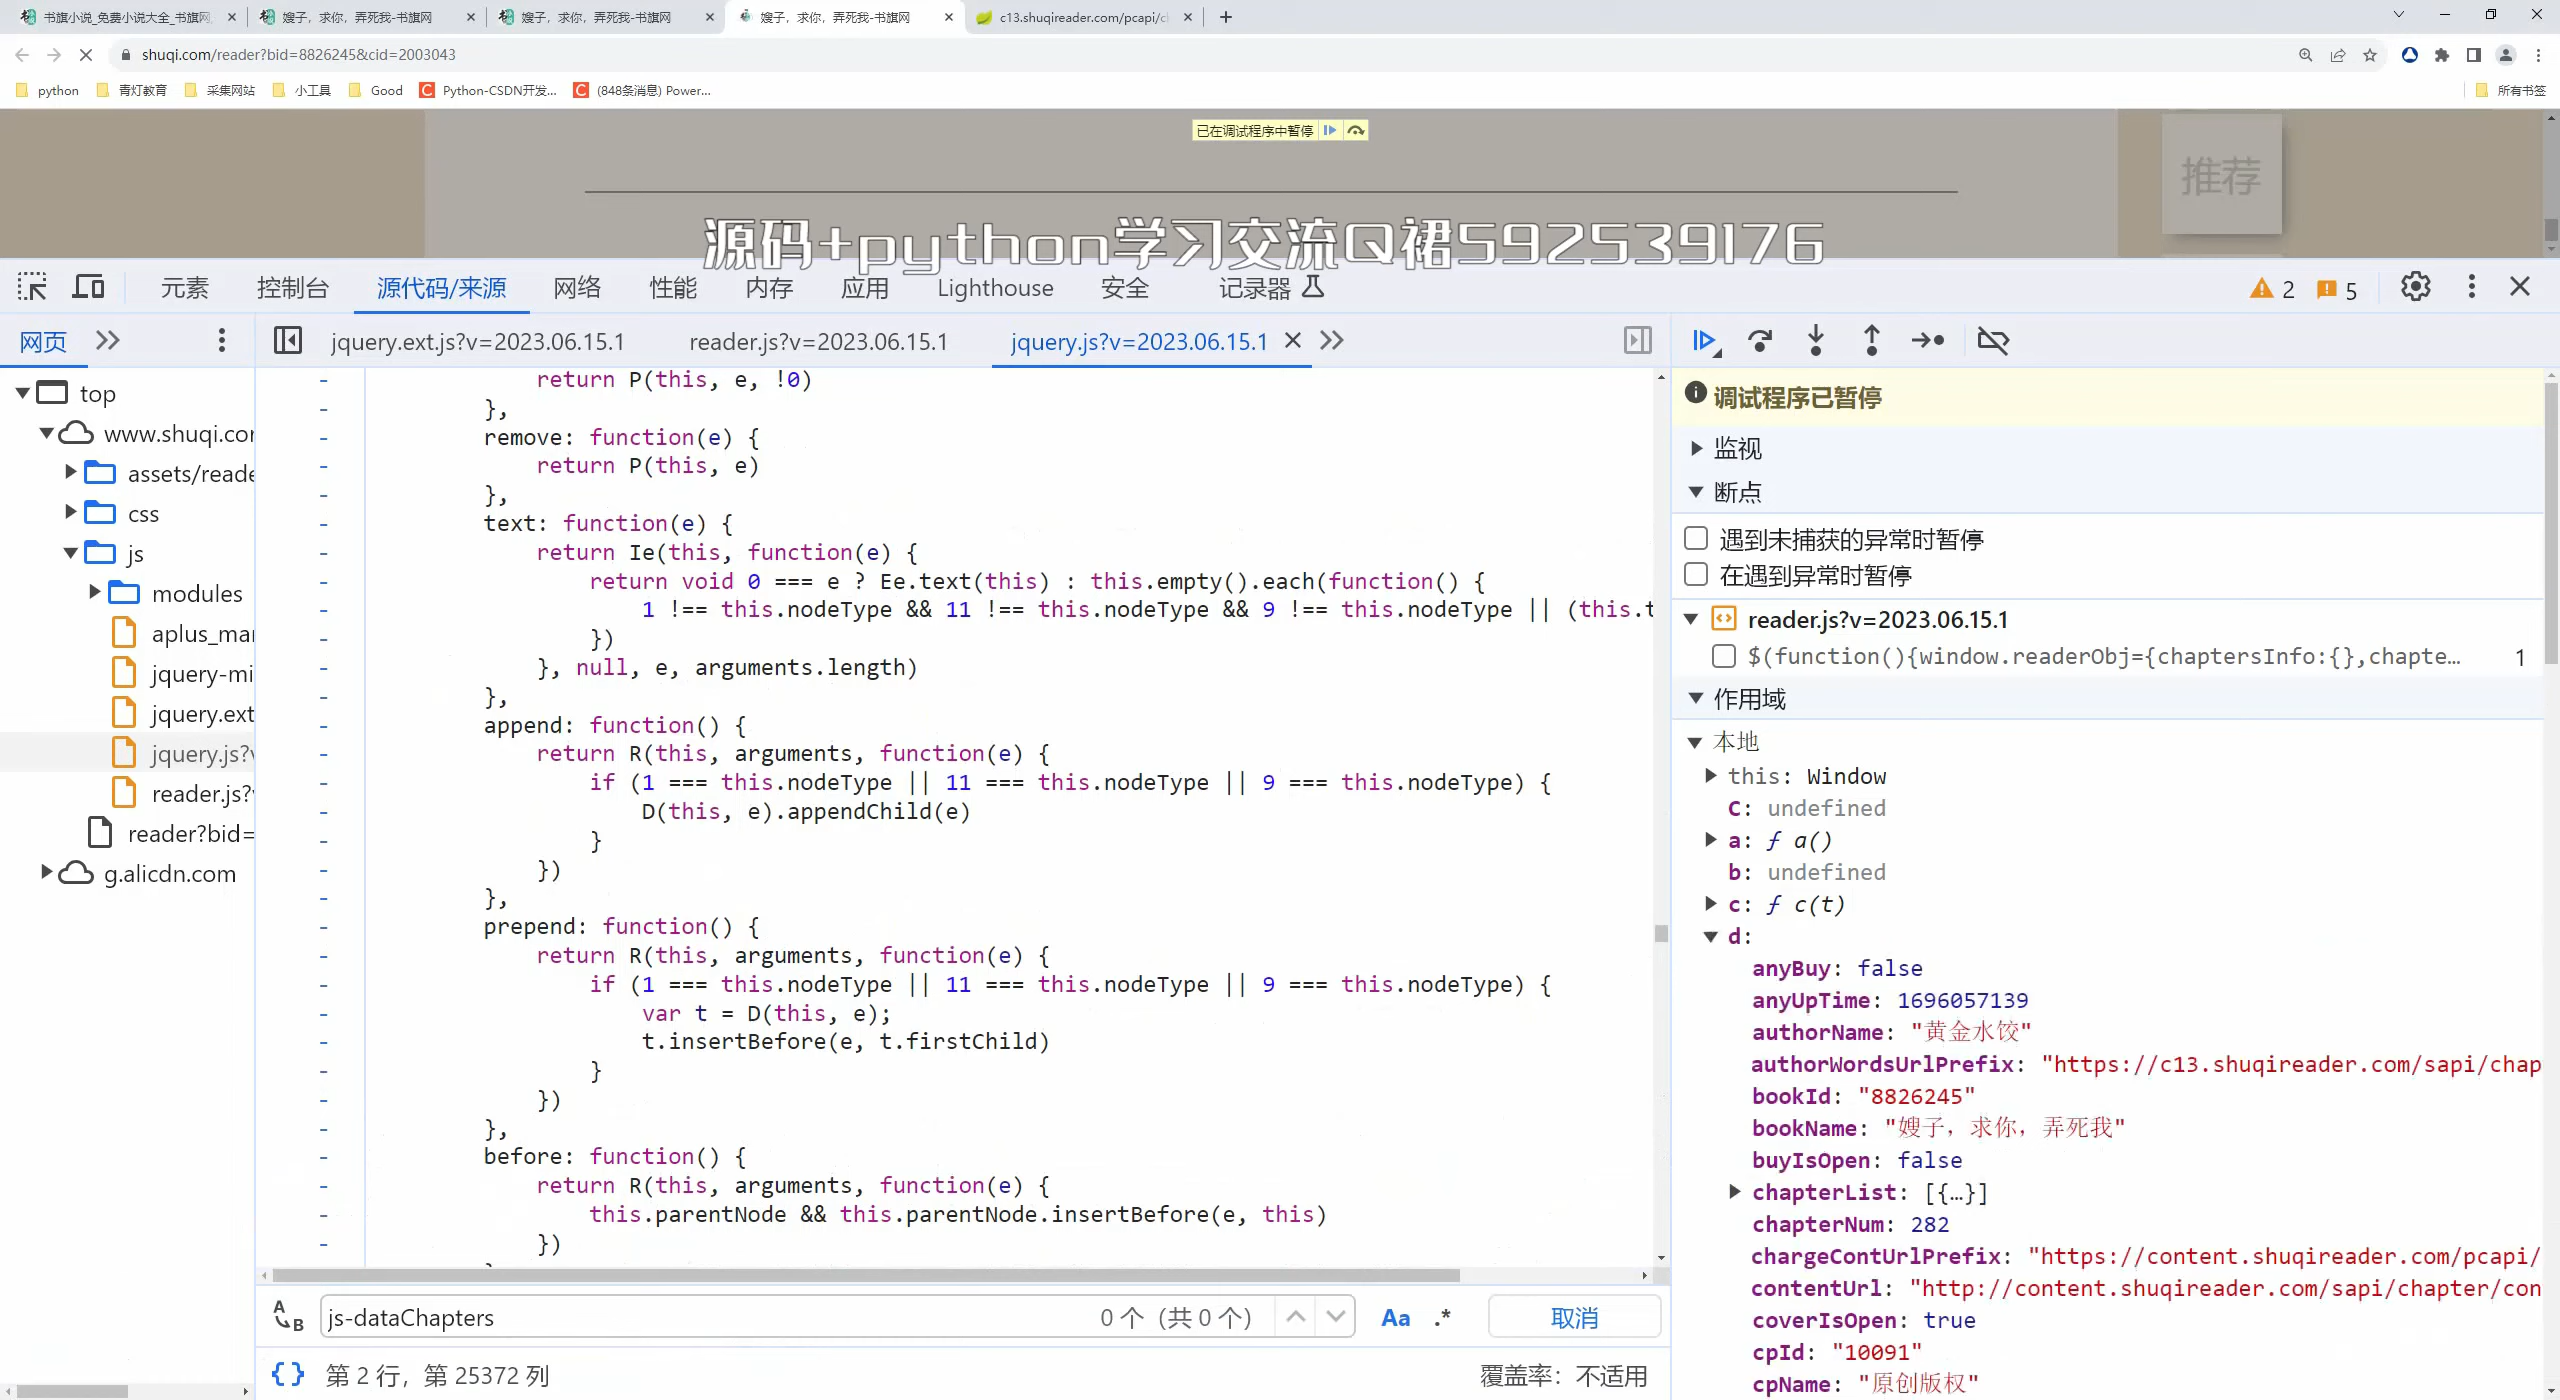 书旗小说_免费小说大全_书旗网
嫂子，求你，弄死我-书旗网
嫂子，求你，弄死我-书旗网
嫂子，求你，弄死我-书旗网
c13.shuqireader.com/pcapi/c
shuqi.com/reader?bid=8826245&cid=2003043
python
青灯教育
采集网站
小工具
Good
Python-CSDN开发...
(848条消息) Power...
所有书签
已在调试程序中暂停
推荐
源码+python学习交流Q裙592539176
元素
控制台
源代码/来源
网络
性能
内存
应用
Lighthouse
安全
记录器
2
5
网页
jquery.ext.js?v=2023.06.15.1
reader.js?v=2023.06.15.1
jquery.js?v=2023.06.15.1
top
www.shuqi.co
assets/reade
css
js
modules
aplus_ma
jquery-mi
jquery.ext
jquery.js?
reader.js?
reader?bid=
g.alicdn.com
return P(this, e, !0)
},
remove: function(e) {
return P(this, e)
},
text: function(e) {
return Ie(this, function(e) {
return void 0 === e ? Ee.text(this) : this.empty().each(function() {
1 !== this.nodeType && 11 !== this.nodeType && 9 !== this.nodeType || (this.t
})
}, null, e, arguments.length)
},
append: function() {
return R(this, arguments, function(e) {
if (1 === this.nodeType || 11 === this.nodeType || 9 === this.nodeType) {
D(this, e).appendChild(e)
}
})
},
prepend: function() {
return R(this, arguments, function(e) {
if (1 === this.nodeType || 11 === this.nodeType || 9 === this.nodeType) {
var t = D(this, e);
t.insertBefore(e, t.firstChild)
}
})
},
before: function() {
return R(this, arguments, function(e) {
this.parentNode && this.parentNode.insertBefore(e, this)
})
js-dataChapters
0 个（共 0 个）
Aa
.*
取消
{ } 第 2 行，第 25372 列
覆盖率：不适用
调试程序已暂停
监视
断点
遇到未捕获的异常时暂停
在遇到异常时暂停
reader.js?v=2023.06.15.1
$(function(){window.readerObj={chaptersInfo:{},chapte… 1
作用域
本地
this: Window
C: undefined
a: ƒ a()
b: undefined
c: ƒ c(t)
d:
anyBuy: false
anyUpTime: 1696057139
authorName: "黄金水饺"
authorWordsUrlPrefix: "https://c13.shuqireader.com/sapi/chap
bookId: "8826245"
bookName: "嫂子，求你，弄死我"
buyIsOpen: false
chapterList: [{…}]
chapterNum: 282
chargeContUrlPrefix: "https://content.shuqireader.com/pcapi/
contentUrl: "http://content.shuqireader.com/sapi/chapter/con
coverIsOpen: true
cpId: "10091"
cpName: "原创版权"